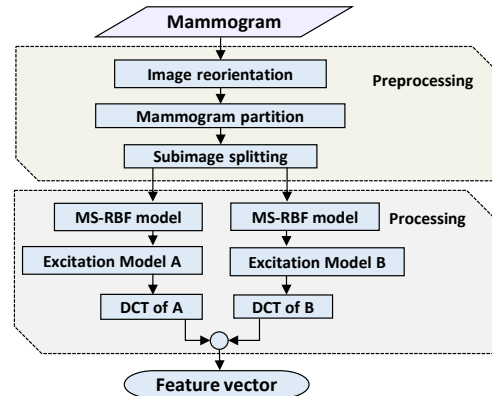 Mammogram
Image reorientation
Preprocessing
Mammogram partition
Subimage splitting
MS-RBF model
MS-RBF model
Processing
Excitation Model A
Excitation Model B
DCT of A
DCT of B
Feature vector